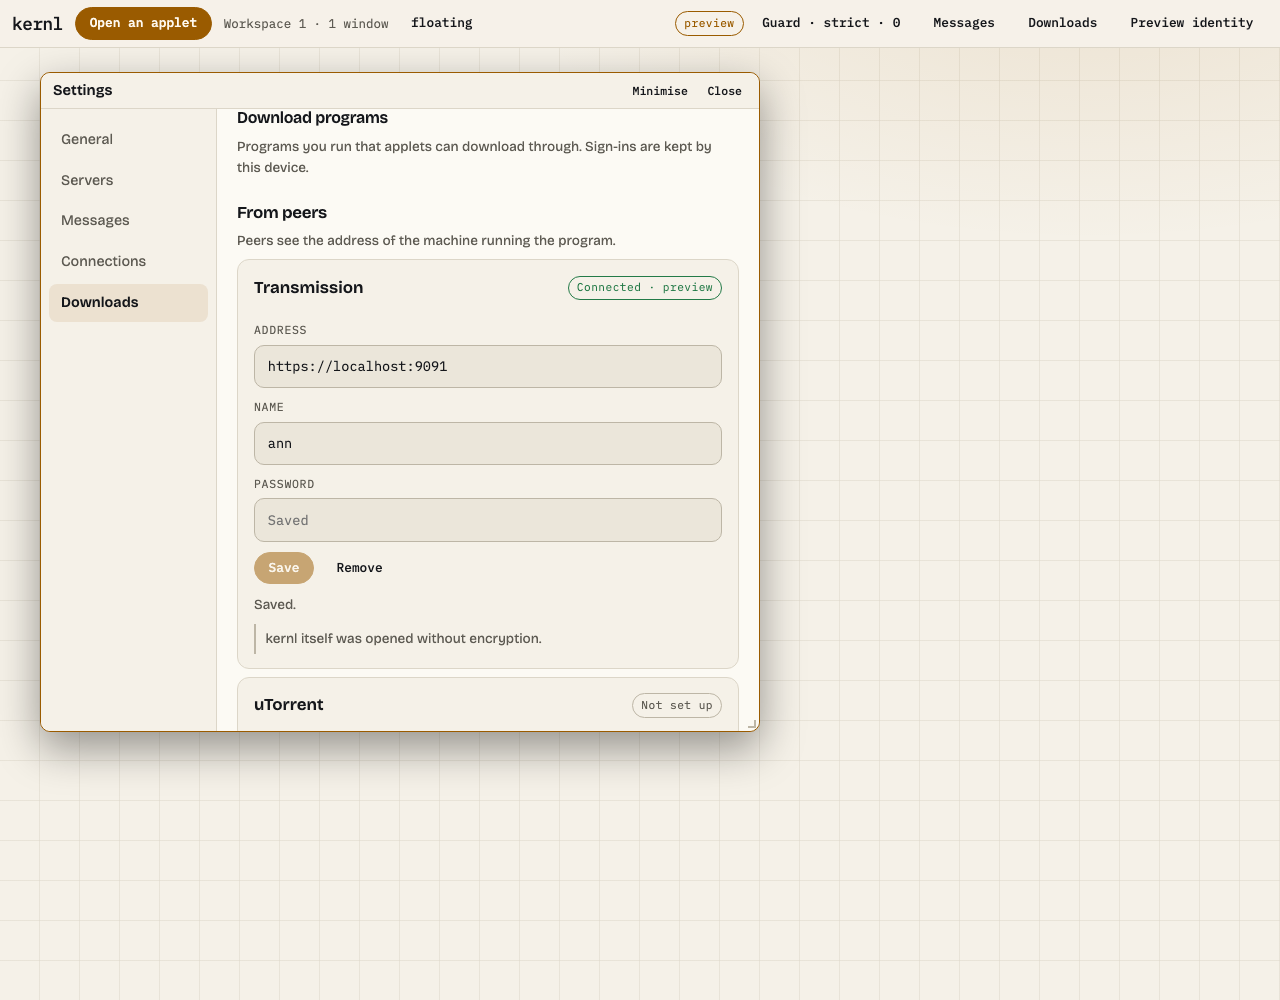 kernl
Open an applet
Workspace 1 · 1 window
floating
preview
Guard · strict · 0
Messages
Downloads
Preview identity
Settings
Minimise
Close
General
Servers
Messages
Connections
Downloads
Download programs
Programs you run that applets can download through. Sign-ins are kept by
this device.
From peers
Peers see the address of the machine running the program.
Transmission
Connected · preview
ADDRESS
https://localhost:9091
NAME
ann
PASSWORD
Saved
Save
Remove
Saved.
kernl itself was opened without encryption.
uTorrent
Not set up